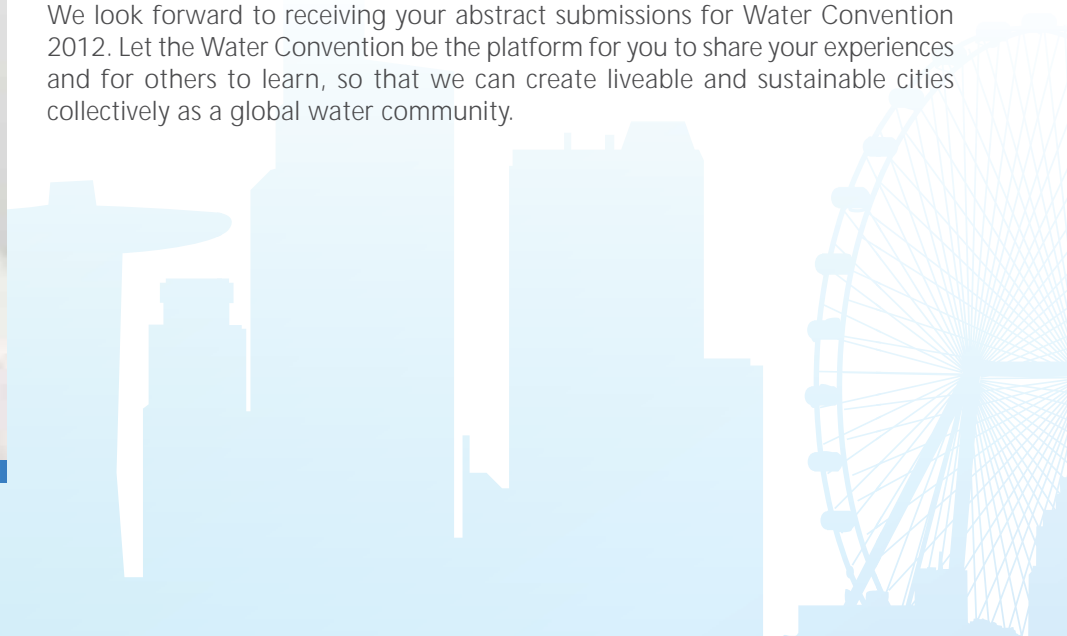 We look forward to receiving your abstract submissions for Water Convention
2012. Let the Water Convention be the platform for you to share your experiences
and for others to learn, so that we can create liveable and sustainable cities
collectively as a global water community.